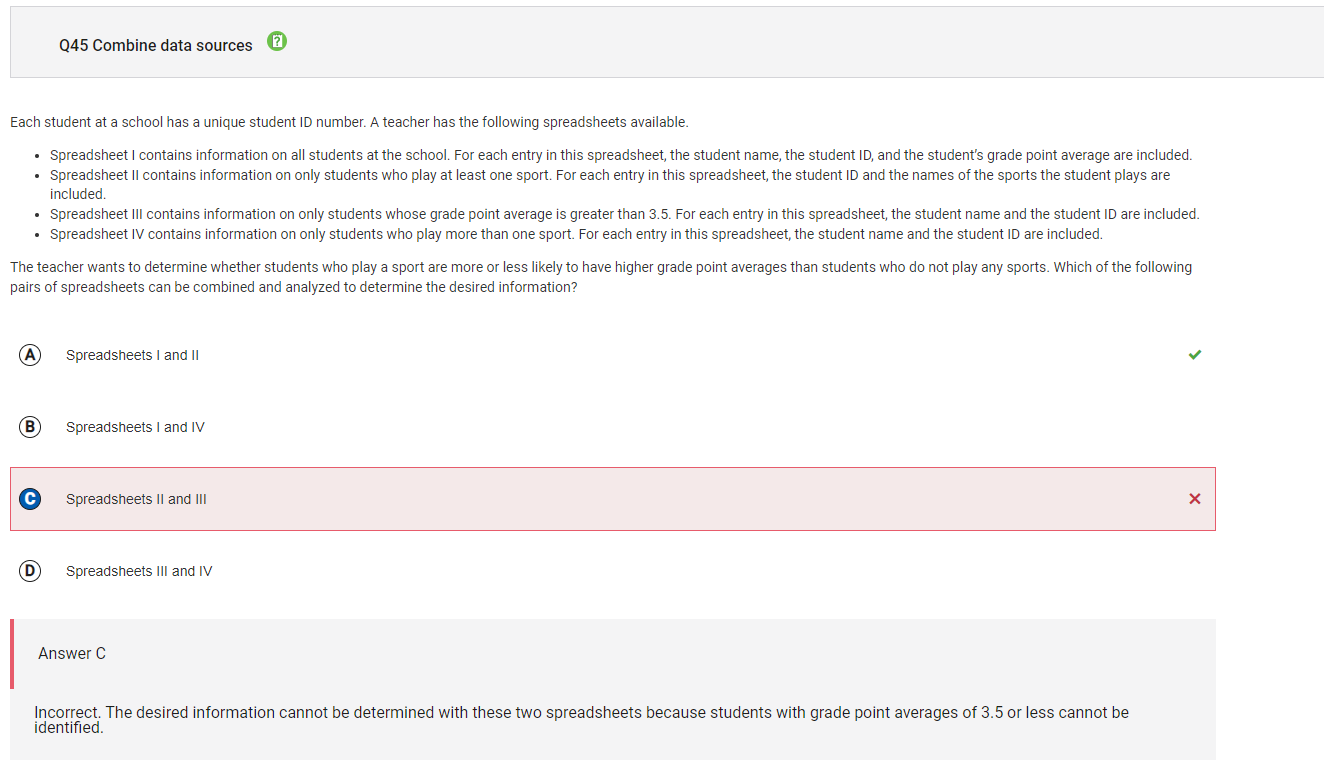 Q45 Combine data sources
Each student at a school has a unique student ID number. A teacher has the following spreadsheets available.
• Spreadsheet I contains information on all students at the school. For each entry in this spreadsheet, the student name, the student ID, and the student's grade point average are included.
• Spreadsheet II contains information on only students who play at least one sport. For each entry in this spreadsheet, the student ID and the names of the sports the student plays are
included.
• Spreadsheet III contains information on only students whose grade point average is greater than 3.5. For each entry in this spreadsheet, the student name and the student ID are included.
• Spreadsheet IV contains information on only students who play more than one sport. For each entry in this spreadsheet, the student name and the student ID are included.
The teacher wants to determine whether students who play a sport are more or less likely to have higher grade point averages than students who do not play any sports. Which of the following
pairs of spreadsheets can be combined and analyzed to determine the desired information?
A Spreadsheets I and II
B Spreadsheets I and IV
C Spreadsheets II and III
D Spreadsheets III and IV
Answer C
Incorrect. The desired information cannot be determined with these two spreadsheets because students with grade point averages of 3.5 or less cannot be
identified.